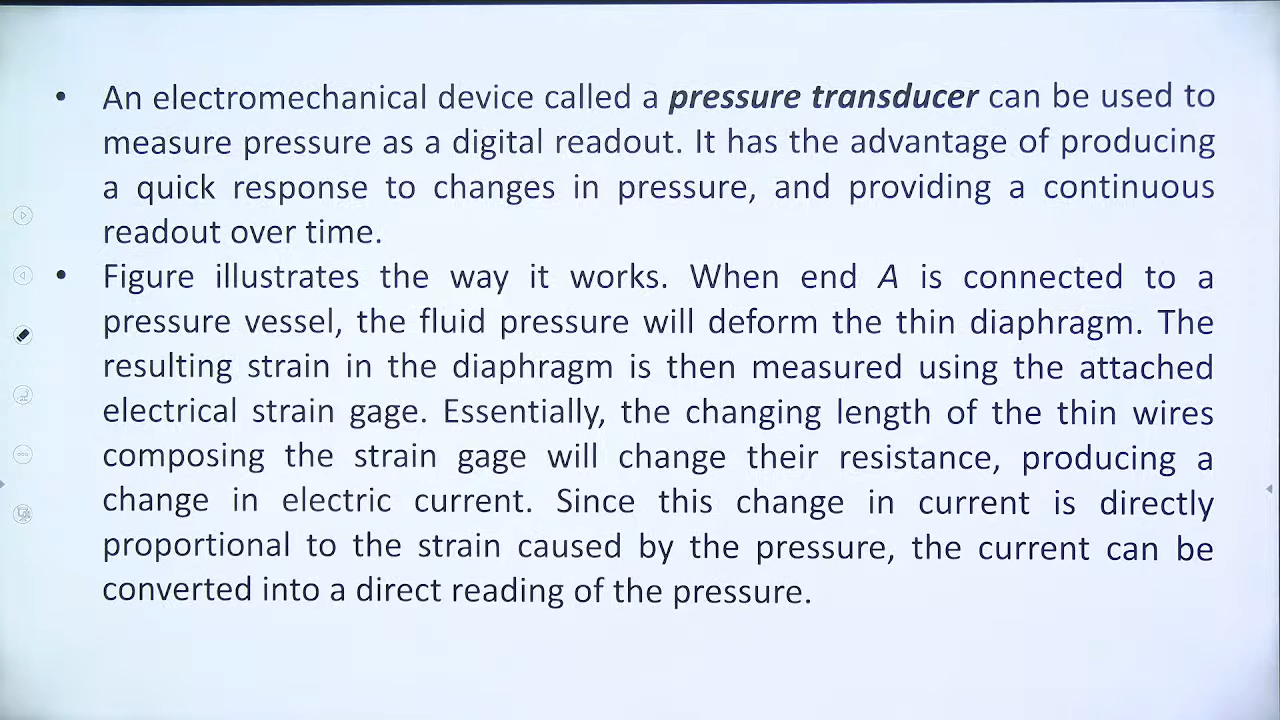 • An electromechanical device called a pressure transducer can be used to
measure pressure as a digital readout. It has the advantage of producing
a quick response to changes in pressure, and providing a continuous
readout over time.
• Figure illustrates the way it works. When end A is connected to a
pressure vessel, the fluid pressure will deform the thin diaphragm. The
resulting strain in the diaphragm is then measured using the attached
electrical strain gage. Essentially, the changing length of the thin wires
composing the strain gage will change their resistance, producing a
change in electric current. Since this change in current is directly
proportional to the strain caused by the pressure, the current can be
converted into a direct reading of the pressure.